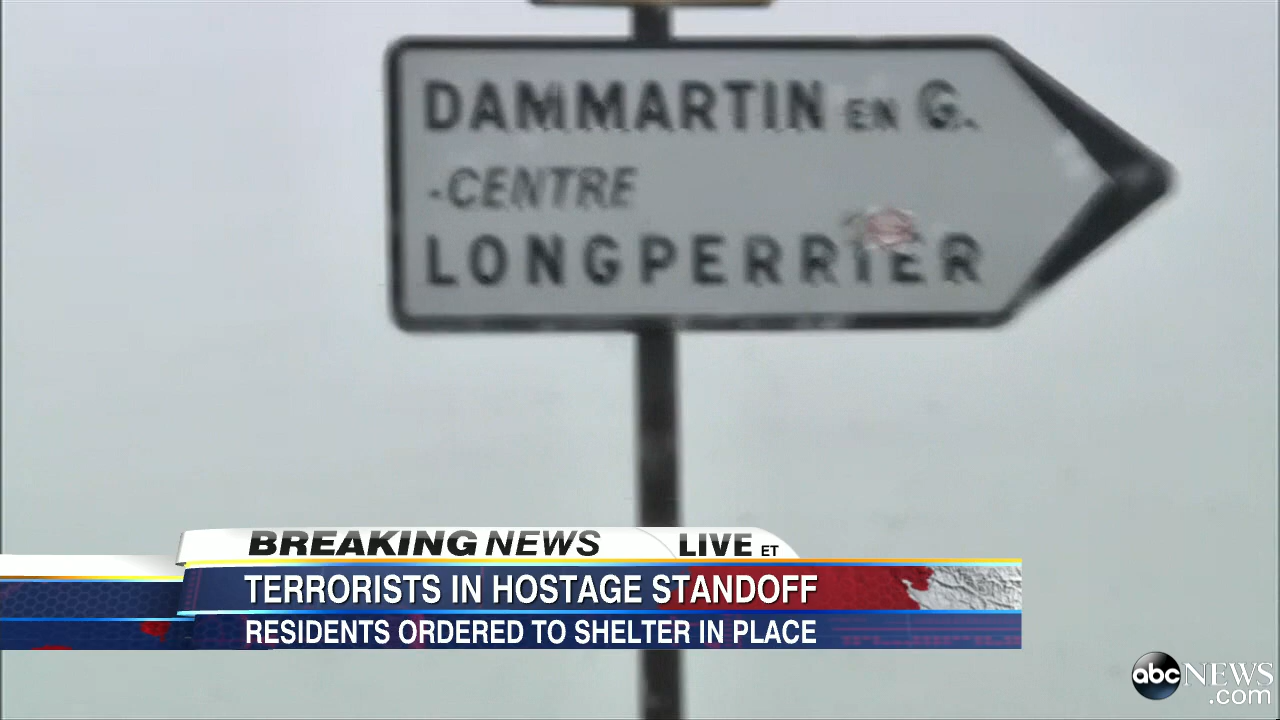 DAMMARTIN EN G.
-CENTRE
LONGPERRIER
BREAKING NEWS LIVE ET
TERRORISTS IN HOSTAGE STANDOFF
RESIDENTS ORDERED TO SHELTER IN PLACE
abc NEWS
.com